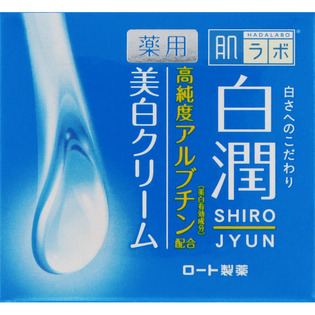 HADALABO
肌ラボ®
白さへのこだわり
白潤
SHIRO
JYUN
薬用
高純度アルブチン配合
(美白有効成分)
美白クリーム
ロート製薬